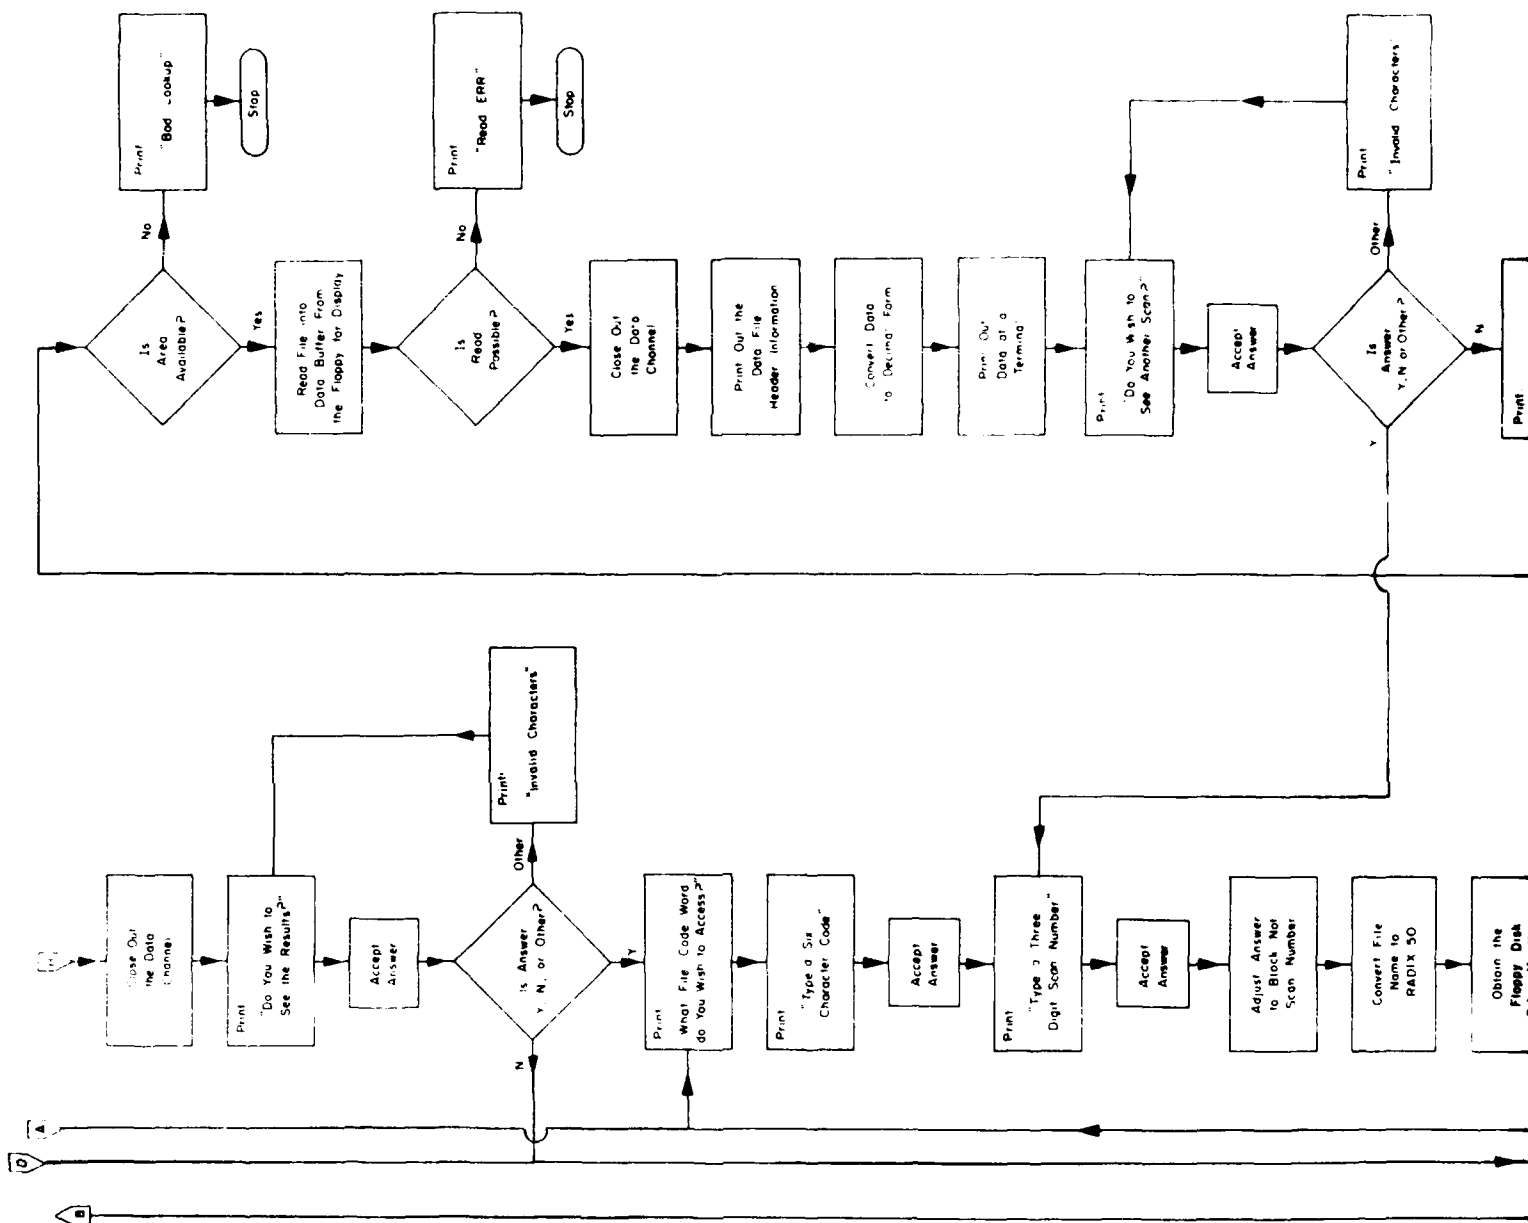 Print
"Bad Lookup"
Stop
No
Is
Area
Available?
Yes
Read File into
Data Buffer From
the Floppy for Display
Print
"Read ERR"
Stop
No
Is
Read
Possible?
Yes
Close Out
the Data
Channel
Print Out the
Data File
Header Information
Convert Data
to Decimal Form
Print Out
Data at a
Terminal
Print
"Do You Wish to
See Another Scan?"
Accept
Answer
Is
Answer
Y, N or Other?
Other
Print
"Invalid Characters"
Y
N
Print
Close Out
the Data
Channel
Print
"Do You Wish to
See the Results?"
Accept
Answer
Is Answer
Y, N, or Other?
Other
Print
"Invalid Characters"
N
Y
Print
What File Code Word
do You Wish to Access?"
Print
"Type a Six
Character Code"
Accept
Answer
Print
"Type a Three
Digit Scan Number"
Accept
Answer
Adjust Answer
to Block Not
Scan Number
Convert File
Name to
RADIX 50
Obtain the
Floppy Disk
A
D
B